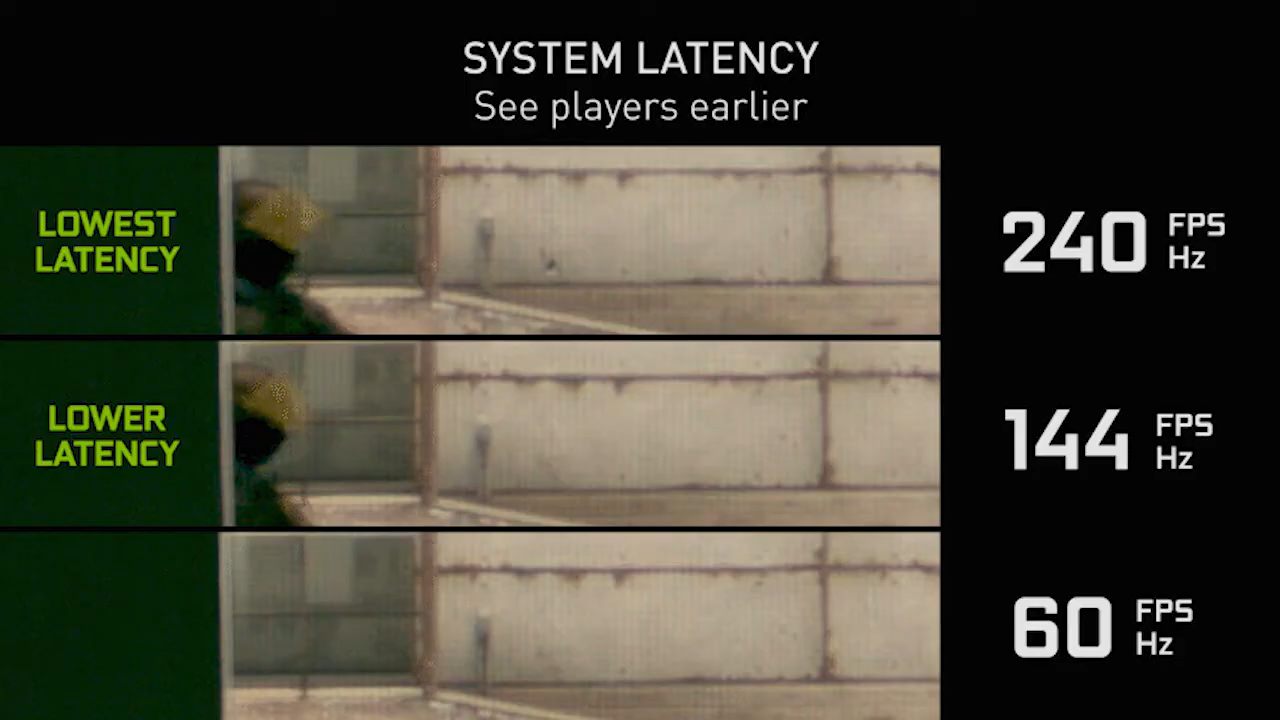 SYSTEM LATENCY
See players earlier
LOWEST
LATENCY
240 FPS
Hz
LOWER
LATENCY
144 FPS
Hz
60 FPS
Hz